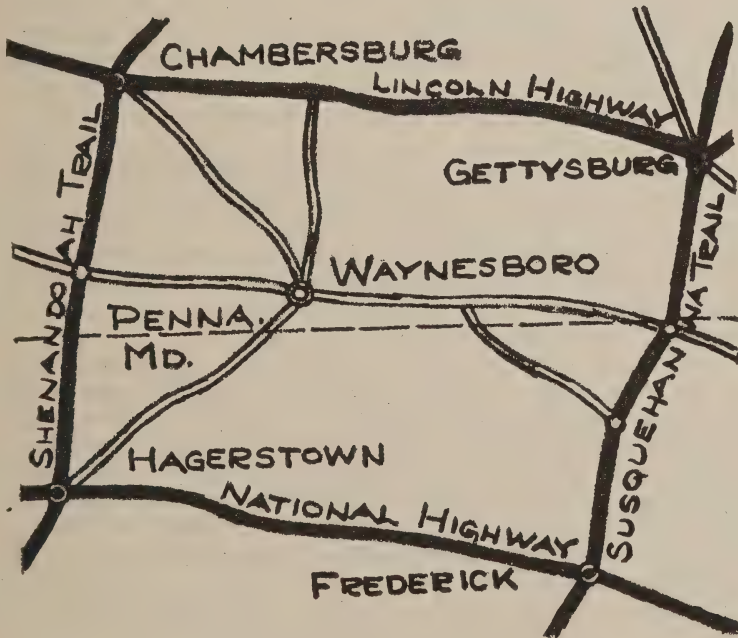 CHAMBERSBURG
LINCOLN HIGHWAY
GETTYSBURG
SHENANDOAH TRAIL
WAYNESBORO
PENNA.
MD.
SUSQUEHANNA TRAIL
HAGERSTOWN
NATIONAL HIGHWAY
FREDERICK